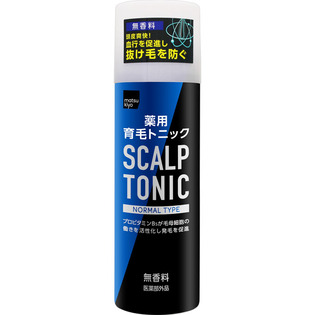 無香料
頭皮爽快!
血行を促進し
抜け毛を防ぐ
matsu
kiyo
薬用
育毛トニック
SCALP
TONIC
NORMAL TYPE
プロビタミンB5が毛母細胞の
働きを活性化し発毛を促進
無香料
医薬部外品